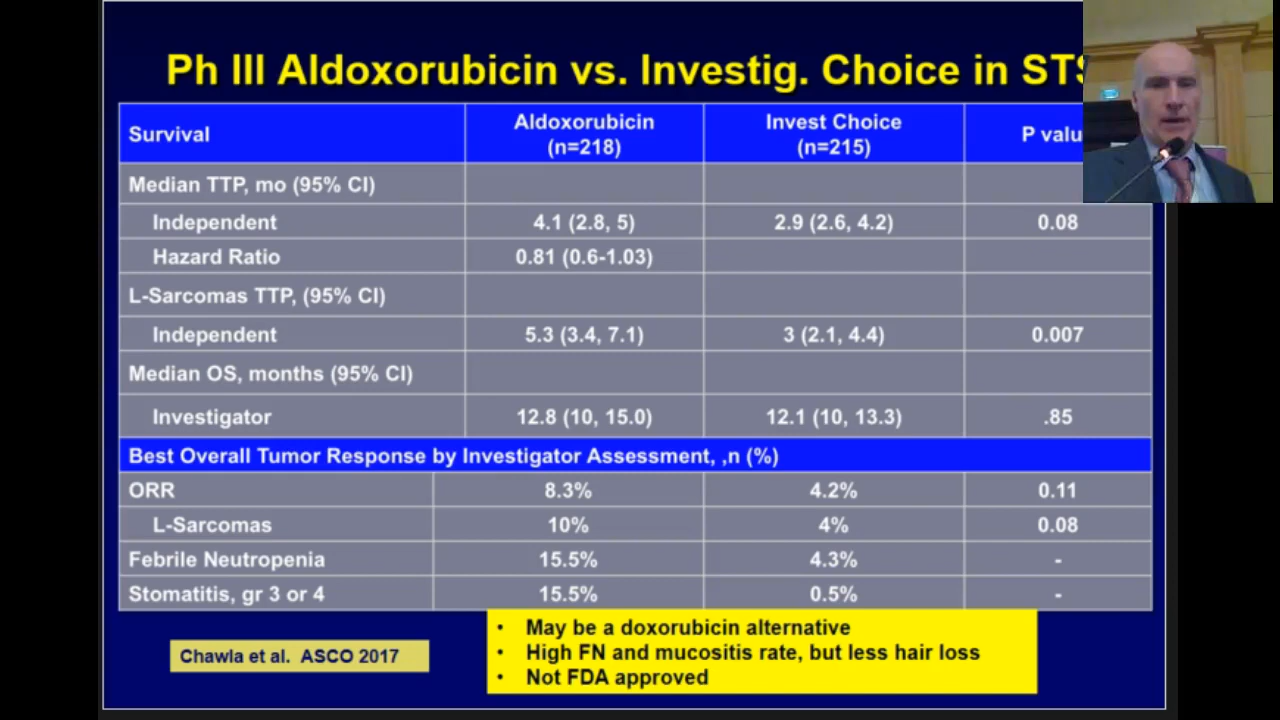 Ph III Aldoxorubicin vs. Investig. Choice in STS
Survival Aldoxorubicin (n=218) Invest Choice (n=215) P valu
Median TTP, mo (95% CI)
Independent 4.1 (2.8, 5) 2.9 (2.6, 4.2) 0.08
Hazard Ratio 0.81 (0.6-1.03)
L-Sarcomas TTP, (95% CI)
Independent 5.3 (3.4, 7.1) 3 (2.1, 4.4) 0.007
Median OS, months (95% CI)
Investigator 12.8 (10, 15.0) 12.1 (10, 13.3) .85
Best Overall Tumor Response by Investigator Assessment, ,n (%)
ORR 8.3% 4.2% 0.11
L-Sarcomas 10% 4% 0.08
Febrile Neutropenia 15.5% 4.3% -
Stomatitis, gr 3 or 4 15.5% 0.5% -
• May be a doxorubicin alternative
• High FN and mucositis rate, but less hair loss
• Not FDA approved
Chawla et al. ASCO 2017